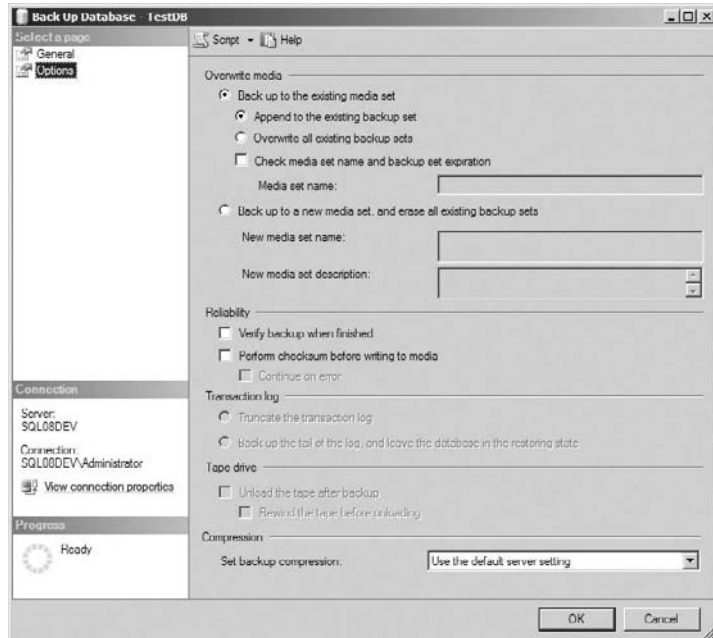 Back Up Database - TestDB
Select a page
General
Options
Script Help
Overwrite media
Back up to the existing media set
Append to the existing backup set
Overwrite all existing backup sets
Check media set name and backup set expiration
Media set name:
Back up to a new media set, and erase all existing backup sets
New media set name:
New media set description:
Reliability
Verify backup when finished
Perform checksum before writing to media
Continue on error
Transaction log
Truncate the transaction log
Back up the tail of the log, and leave the database in the restoring state
Tape drive
Unload the tape after backup
Rewind the tape before unloading
Compression
Set backup compression: Use the default server setting
Connection
Server:
SQL08DEV
Connection:
SQL08DEV\Administrator
View connection properties
Progress
Ready
OK Cancel